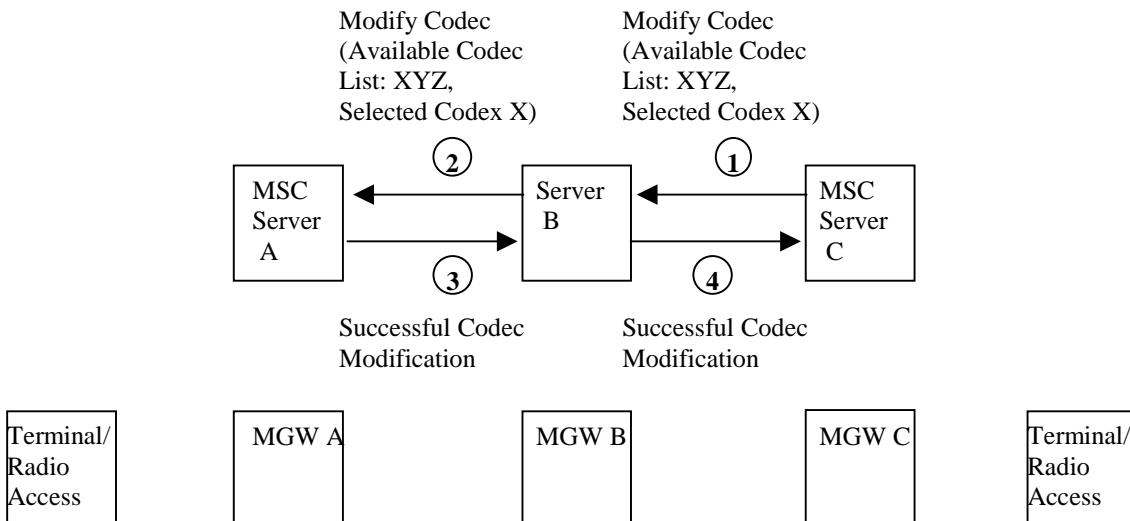 Modify Codec
(Available Codec
List: XYZ,
Selected Codex X)
Modify Codec
(Available Codec
List: XYZ,
Selected Codex X)
2
1
MSC
Server
A
Server
B
MSC
Server
C
3
4
Successful Codec
Modification
Successful Codec
Modification
Terminal/
Radio
Access
MGW A
MGW B
MGW C
Terminal/
Radio
Access